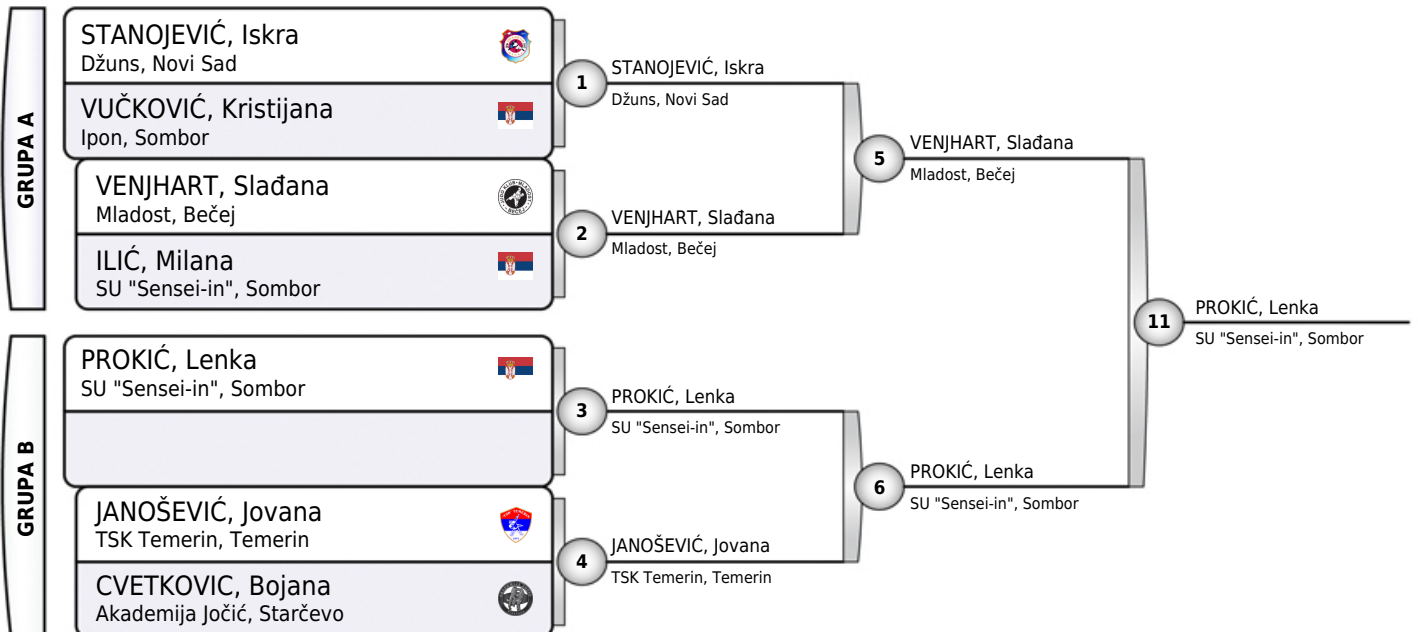 GRUPA A
STANOJEVIĆ, Iskra
Džuns, Novi Sad
VUČKOVIĆ, Kristijana
Ipon, Sombor
VENJHART, Slađana
Mladost, Bečej
ILIĆ, Milana
SU "Sensei-in", Sombor
GRUPA B
PROKIĆ, Lenka
SU "Sensei-in", Sombor
JANOŠEVIĆ, Jovana
TSK Temerin, Temerin
CVETKOVIC, Bojana
Akademija Jočić, Starčevo
1
STANOJEVIĆ, Iskra
Džuns, Novi Sad
2
VENJHART, Slađana
Mladost, Bečej
3
PROKIĆ, Lenka
SU "Sensei-in", Sombor
4
JANOŠEVIĆ, Jovana
TSK Temerin, Temerin
5
VENJHART, Slađana
Mladost, Bečej
6
PROKIĆ, Lenka
SU "Sensei-in", Sombor
11
PROKIĆ, Lenka
SU "Sensei-in", Sombor